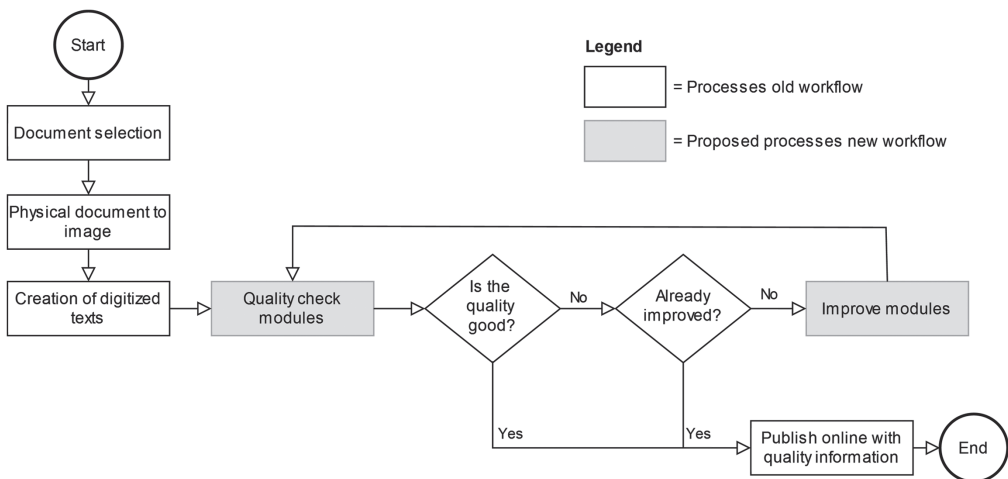 Start
Legend
= Processes old workflow
Document selection
= Proposed processes new workflow
Physical document to
image
Creation of digitized
texts
Quality check
modules
Is the
quality
good?
No
Already
improved?
No
Improve modules
Yes
Yes
Publish online with
quality information
End